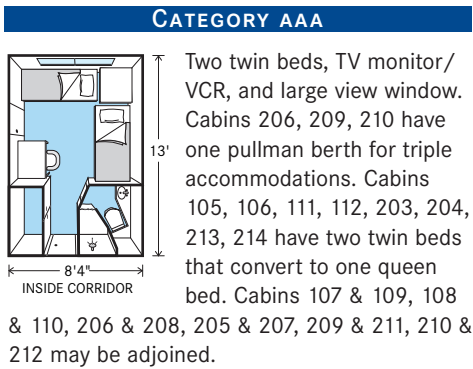 CATEGORY AAA
Two twin beds, TV monitor/
VCR, and large view window.
Cabins 206, 209, 210 have
one pullman berth for triple
accommodations. Cabins
105, 106, 111, 112, 203, 204,
213, 214 have two twin beds
that convert to one queen
bed. Cabins 107 & 109, 108
& 110, 206 & 208, 205 & 207, 209 & 211, 210 &
212 may be adjoined.
13'
8'4"
INSIDE CORRIDOR